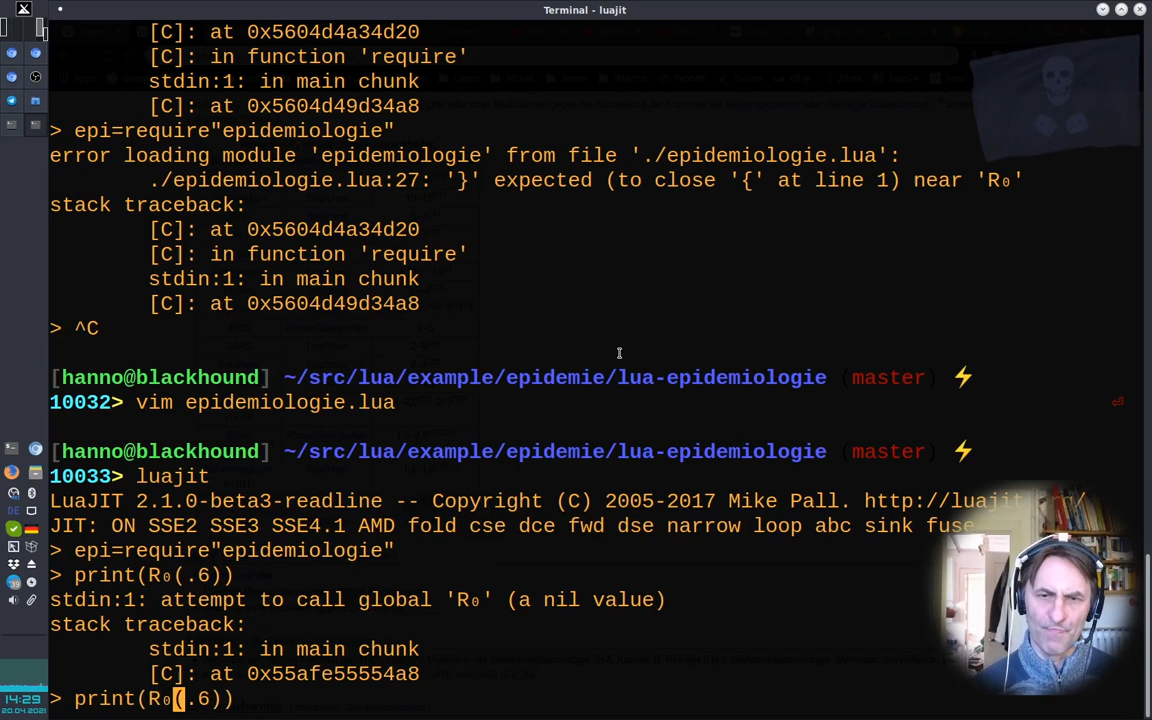 Terminal - luajit
[C]: at 0x5604d4a34d20
[C]: in function 'require'
stdin:1: in main chunk
[C]: at 0x5604d49d34a8
> epi=require"epidemiologie"
error loading module 'epidemiologie' from file './epidemiologie.lua':
./epidemiologie.lua:27: '}' expected (to close '{' at line 1) near 'R₀'
stack traceback:
[C]: at 0x5604d4a34d20
[C]: in function 'require'
stdin:1: in main chunk
[C]: at 0x5604d49d34a8
> ^C
[hanno@blackhound] ~/src/lua/example/epidemie/lua-epidemiologie (master) ⚡
10032> vim epidemiologie.lua
[hanno@blackhound] ~/src/lua/example/epidemie/lua-epidemiologie (master) ⚡
10033> luajit
LuaJIT 2.1.0-beta3-readline -- Copyright (C) 2005-2017 Mike Pall. http://luajit.org/
JIT: ON SSE2 SSE3 SSE4.1 AMD fold cse dce fwd dse narrow loop abc sink fuse
> epi=require"epidemiologie"
> print(R₀(.6))
stdin:1: attempt to call global 'R₀' (a nil value)
stack traceback:
stdin:1: in main chunk
[C]: at 0x55afe55554a8
> print(R₀(.6))
DE
14:29
20.04.2021